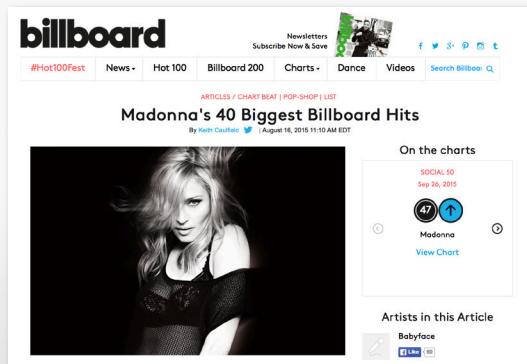 billboard
Newsletters
Subscribe Now & Save
#Hot100Fest News Hot 100 Billboard 200 Charts Dance Videos Search Billboar
ARTICLES / CHART BEAT | POP-SHOP | LIST
Madonna's 40 Biggest Billboard Hits
By Keith Caulfield | August 16, 2015 11:10 AM EDT
On the charts
SOCIAL 50
Sep 26, 2015
47
Madonna
View Chart
Artists in this Article
Babyface
Like